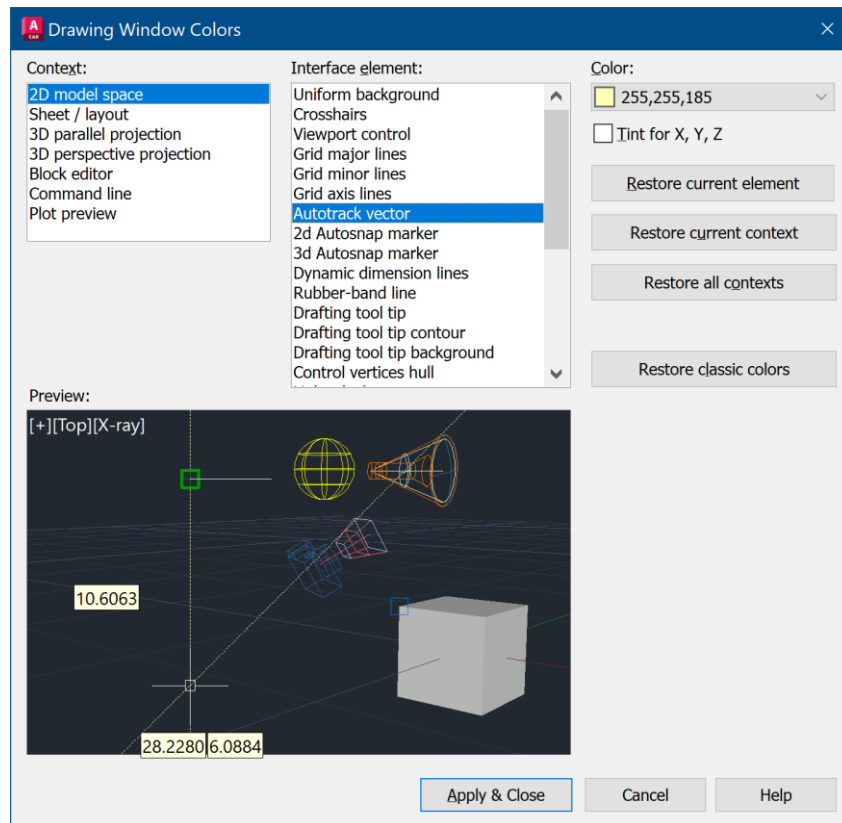 A
CAD
Drawing Window Colors
Context:
2D model space
Sheet / layout
3D parallel projection
3D perspective projection
Block editor
Command line
Plot preview
Interface element:
Uniform background
Crosshairs
Viewport control
Grid major lines
Grid minor lines
Grid axis lines
Autotrack vector
2d Autosnap marker
3d Autosnap marker
Dynamic dimension lines
Rubber-band line
Drafting tool tip
Drafting tool tip contour
Drafting tool tip background
Control vertices hull
Color:
255,255,185
Tint for X, Y, Z
Restore current element
Restore current context
Restore all contexts
Restore classic colors
Preview:
[+][Top][X-ray]
10.6063
28.2280 6.0884
Apply & Close
Cancel
Help